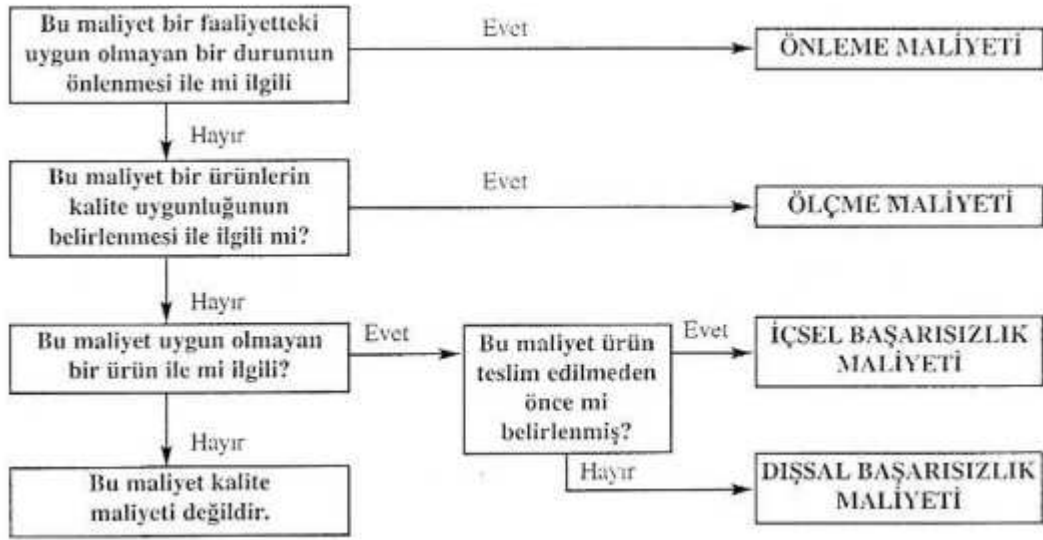 Bu maliyet bir faaliyetteki
uygun olmayan bir durumun
önlenmesi ile mi ilgili
Evet
ÖNLEME MALİYETİ
Hayır
Bu maliyet bir ürünlerin
kalite uygunluğunun
belirlenmesi ile ilgili mi?
Evet
ÖLÇME MALİYETİ
Hayır
Bu maliyet uygun olmayan
bir ürün ile mi ilgili?
Evet
Bu maliyet ürün
teslim edilmeden
önce mi
belirlenmiş?
Evet
İÇSEL BAŞARISIZLIK
MALİYETİ
Hayır
DIŞSAL BAŞARISIZLIK
MALİYETİ
Hayır
Bu maliyet kalite
maliyeti değildir.